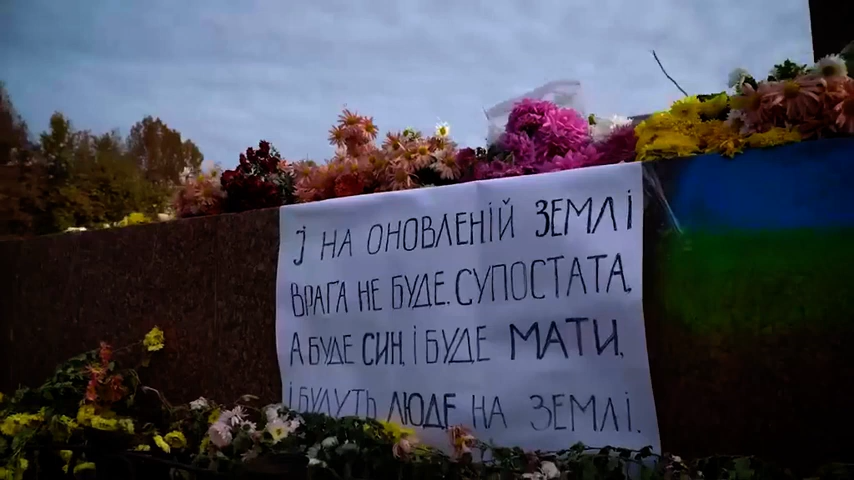 І НА ОНОВЛЕНІЙ ЗЕМЛІ
ВРАГА НЕ БУДЕ, СУПОСТАТА,
А БУДЕ СИН, І БУДЕ МАТИ,
І БУДУТЬ ЛЮДЕ НА ЗЕМЛІ.